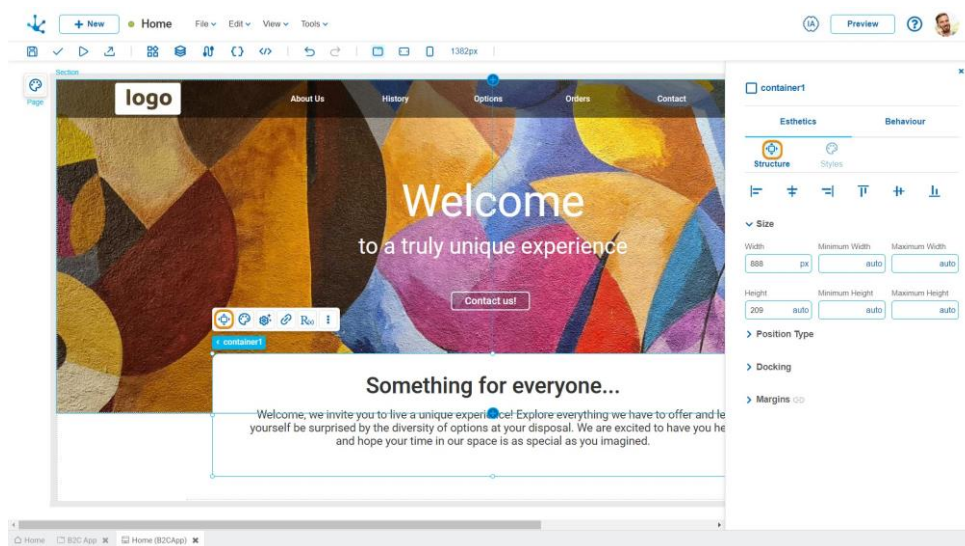 + New
Home
File
Edit
View
Tools
IA
Preview
?
1382px
Section
Page
logo
About Us
History
Options
Orders
Contact
Welcome
to a truly unique experience
Contact us!
container1
Something for everyone...
Welcome, we invite you to live a unique experience! Explore everything we have to offer and le
yourself be surprised by the diversity of options at your disposal. We are excited to have you he
and hope your time in our space is as special as you imagined.
container1
Esthetics
Behaviour
Structure
Styles
Size
Width
Minimum Width
Maximum Width
888 px
auto
auto
Height
Minimum Height
Maximum Height
209 auto
auto
auto
Position Type
Docking
Margins
Home
B2C App
Home (B2CApp)